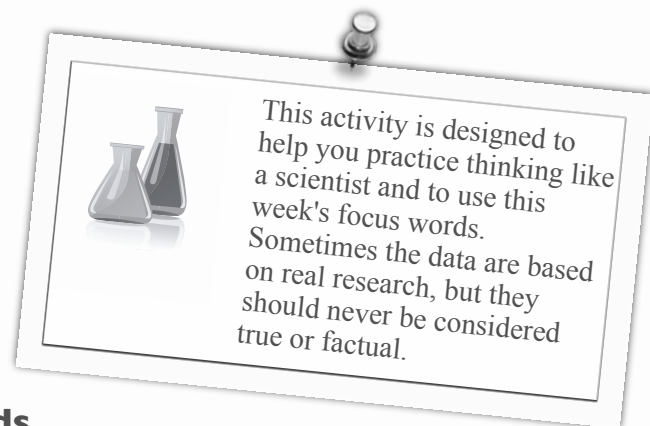 This activity is designed to
help you practice thinking like
a scientist and to use this
week's focus words.
Sometimes the data are based
on real research, but they
should never be considered
true or factual.